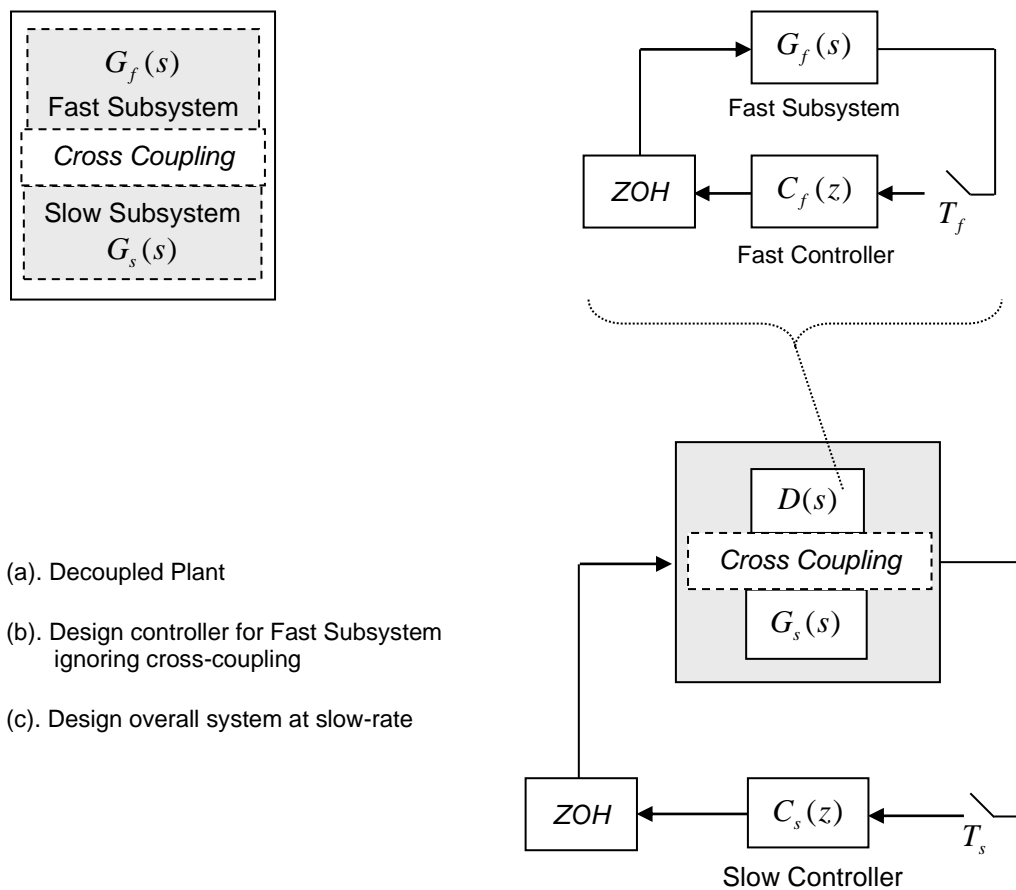 G_f(s)
Fast Subsystem
Cross Coupling
Slow Subsystem
G_s(s)
G_f(s)
Fast Subsystem
ZOH
C_f(z)
T_f
Fast Controller
D(s)
Cross Coupling
G_s(s)
(a). Decoupled Plant
(b). Design controller for Fast Subsystem
ignoring cross-coupling
(c). Design overall system at slow-rate
ZOH
C_s(z)
T_s
Slow Controller